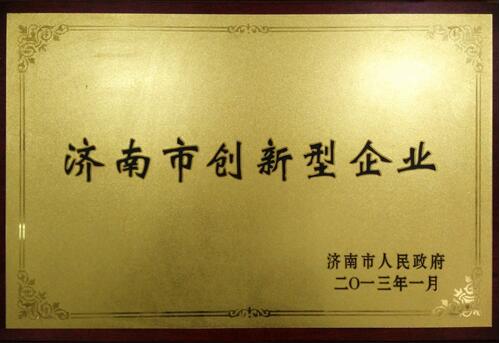 济南市创新型企业
济南市人民政府
二〇一三年一月